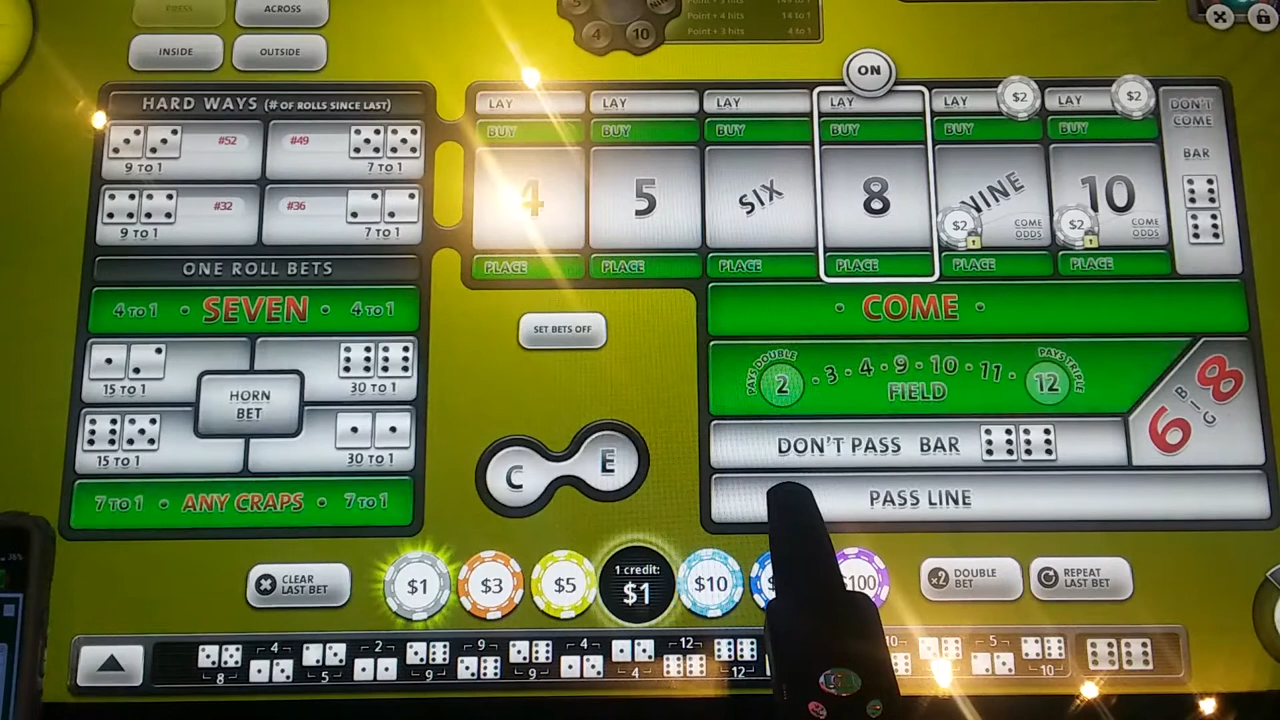 PRESS
ACROSS
INSIDE
OUTSIDE
4
10
Point + 4 hits 14 to 1
Point + 3 hits 4 to 1
HARD WAYS (# OF ROLLS SINCE LAST)
#52
9 TO 1
#49
7 TO 1
#32
9 TO 1
#36
7 TO 1
ONE ROLL BETS
4 TO 1 • SEVEN • 4 TO 1
15 TO 1
30 TO 1
HORN
BET
15 TO 1
30 TO 1
7 TO 1 • ANY CRAPS • 7 TO 1
ON
LAY LAY LAY LAY LAY $2 LAY $2
BUY BUY BUY BUY BUY BUY
4 5 SIX 8 NINE 10
$2 COME
ODDS
$2 COME
ODDS
PLACE PLACE PLACE PLACE PLACE PLACE
DON'T
COME
BAR
SET BETS OFF
• COME •
PAYS DOUBLE
2 • 3 • 4 • 9 • 10 • 11 • 12
PAYS TRIPLE
FIELD
6 BIG 8
DON'T PASS BAR
PASS LINE
C E
CLEAR
LAST BET
$1
$3
$5
1 credit:
$1
$10
$100
x2 DOUBLE
BET
REPEAT
LAST BET
8 4 5 2 9 9 9 4 4 12 12 10 5 10